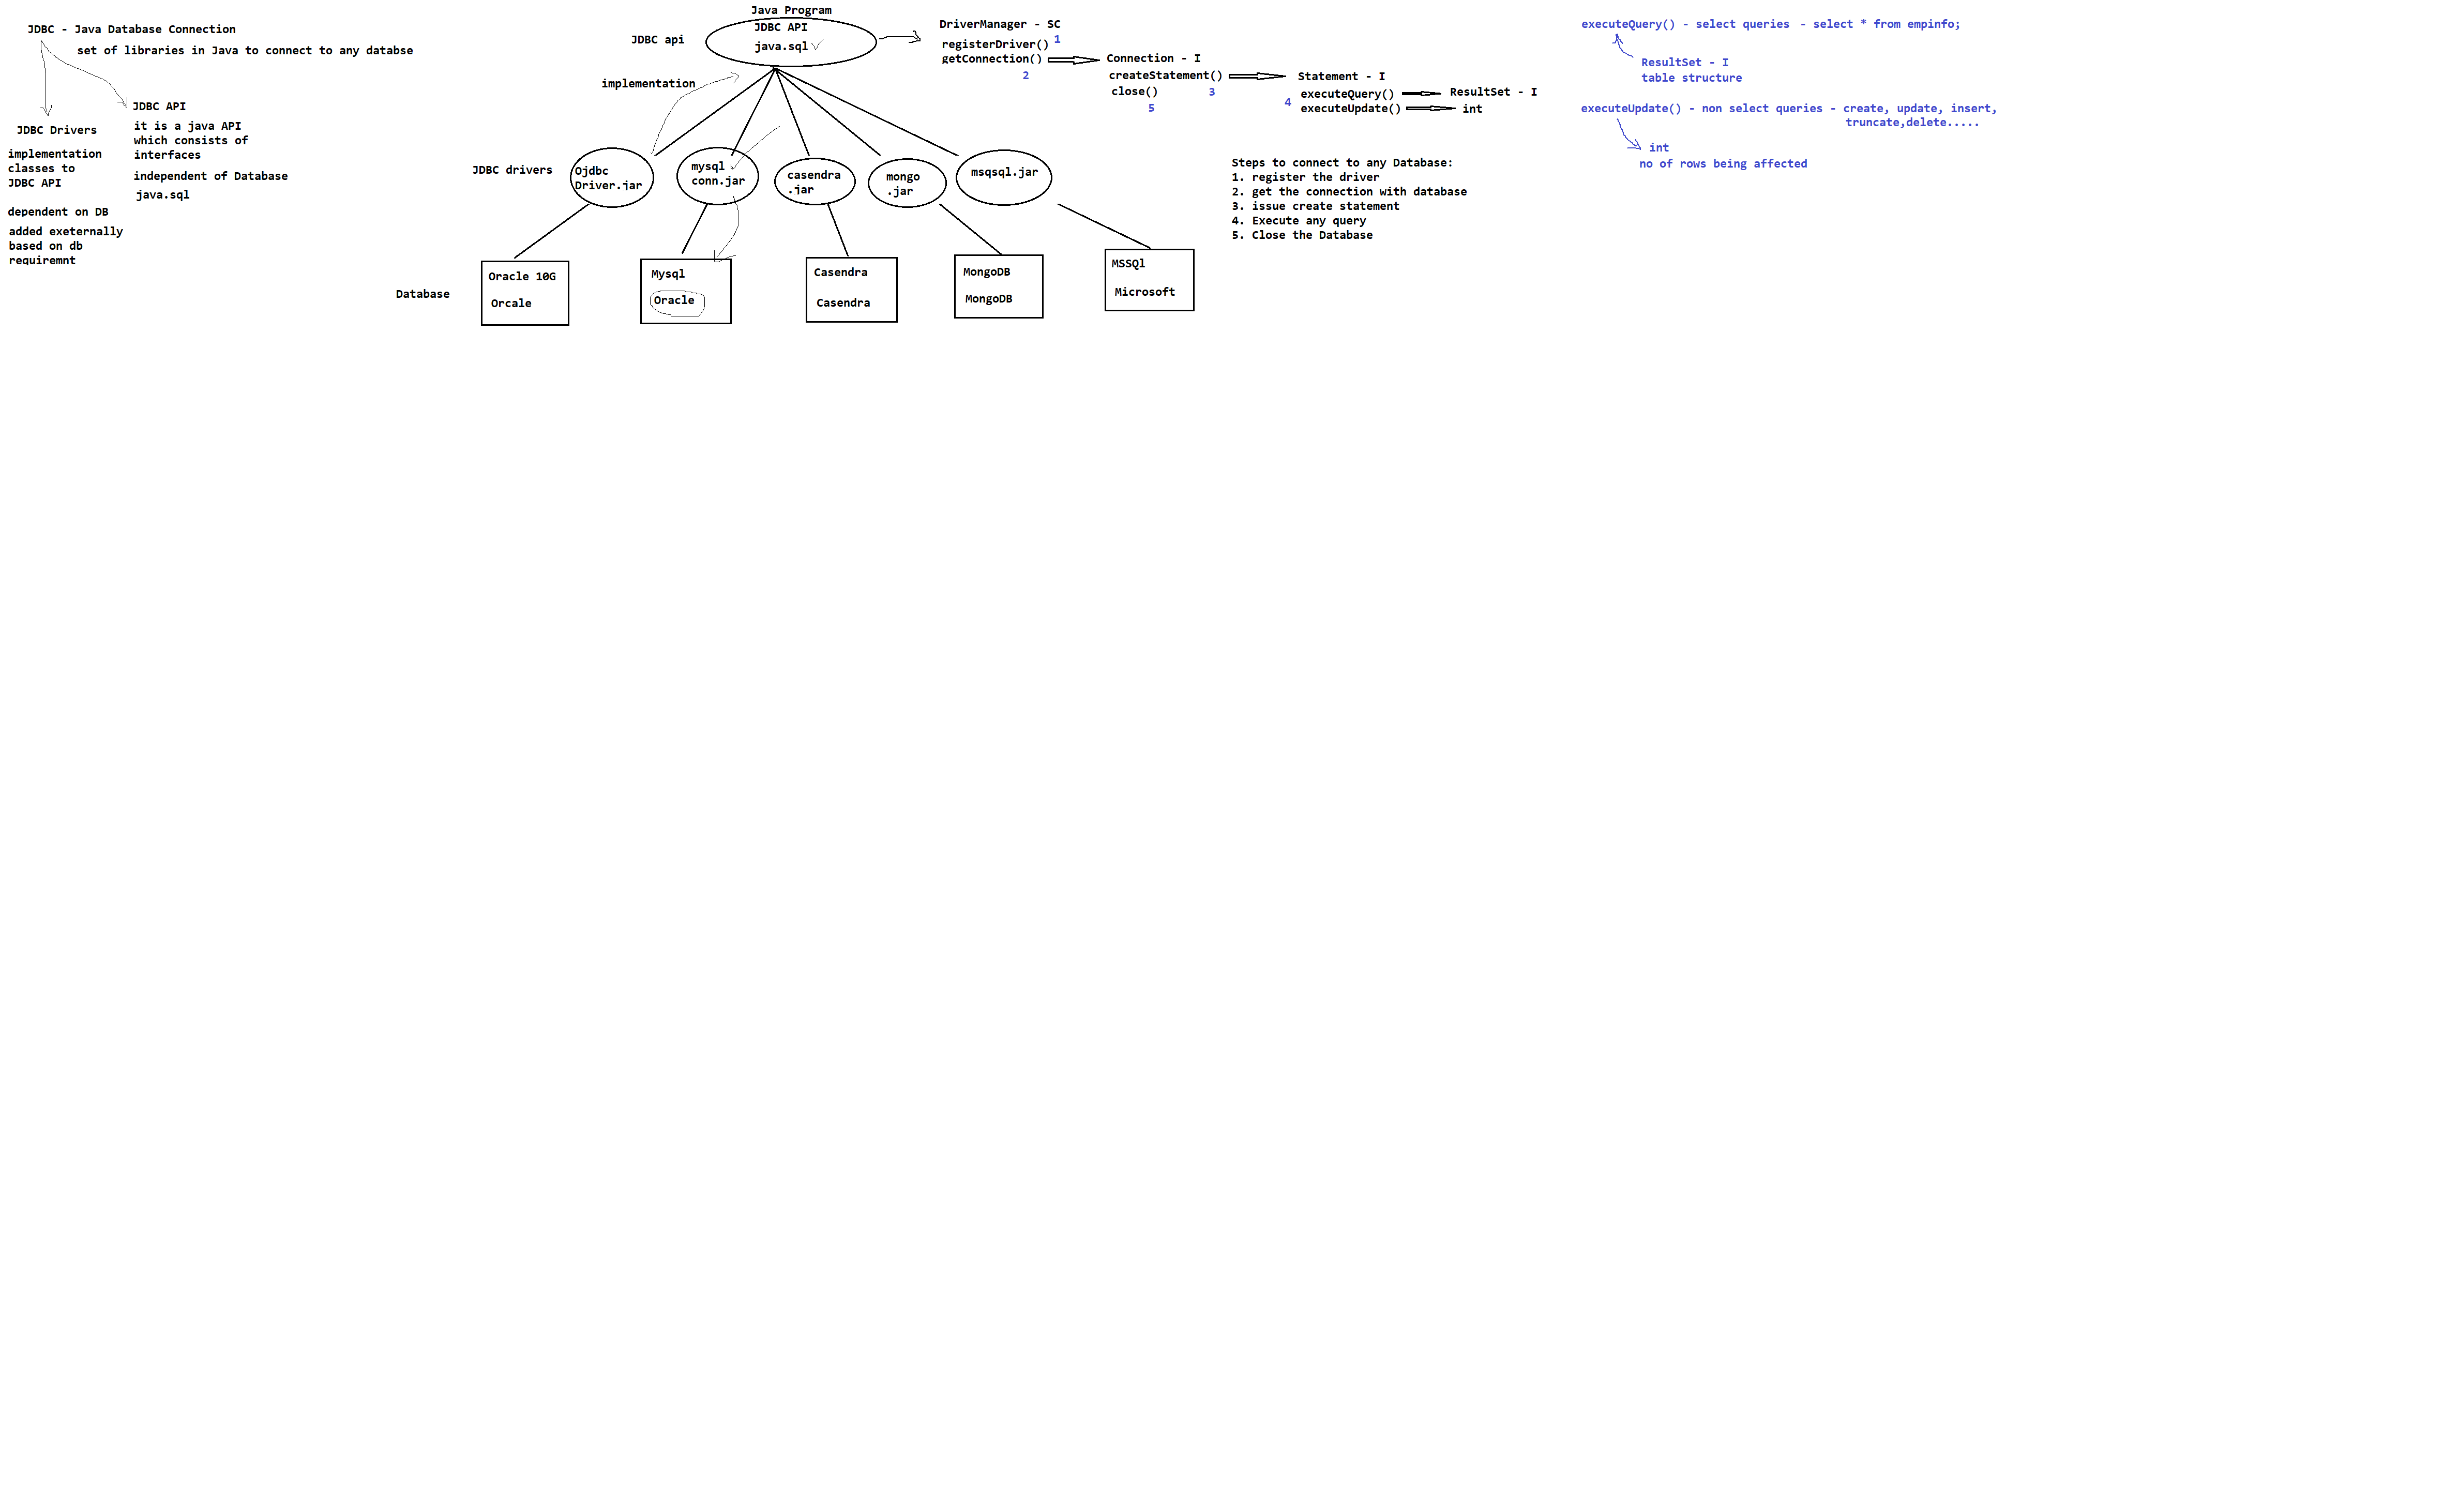 JDBC - Java Database Connection
set of libraries in Java to connect to any databse
JDBC Drivers
implementation
classes to
JDBC API
dependent on DB
added exeternally
based on db
requiremnt
JDBC API
it is a java API
which consists of
interfaces
independent of Database
java.sql
Java Program
JDBC api
JDBC API
java.sql
implementation
JDBC drivers
Ojdbc
Driver.jar
mysql
conn.jar
casendra
.jar
mongo
.jar
msqsql.jar
Database
Oracle 10G
Orcale
Mysql
Oracle
Casendra
Casendra
MongoDB
MongoDB
MSSQl
Microsoft
DriverManager - SC
registerDriver() 1
getConnection()
2
Connection - I
createStatement()
close() 3
5
Statement - I
4 executeQuery()
executeUpdate()
ResultSet - I
int
Steps to connect to any Database:
1. register the driver
2. get the connection with database
3. issue create statement
4. Execute any query
5. Close the Database
executeQuery() - select queries - select * from empinfo;
ResultSet - I
table structure
executeUpdate() - non select queries - create, update, insert,
truncate,delete.....
int
no of rows being affected